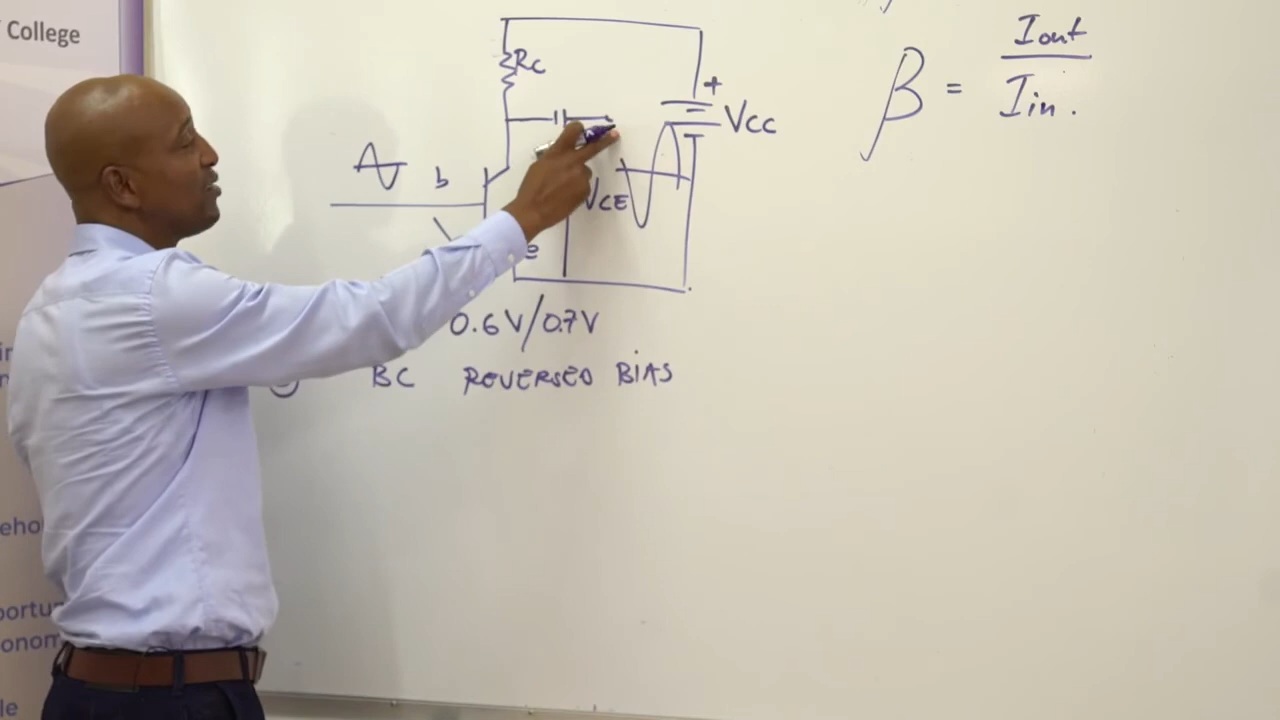 College
Rc
+
Vcc
b
VCE
e
0.6V/0.7V
BC REVERSED BIAS
β = Iout
Iin.